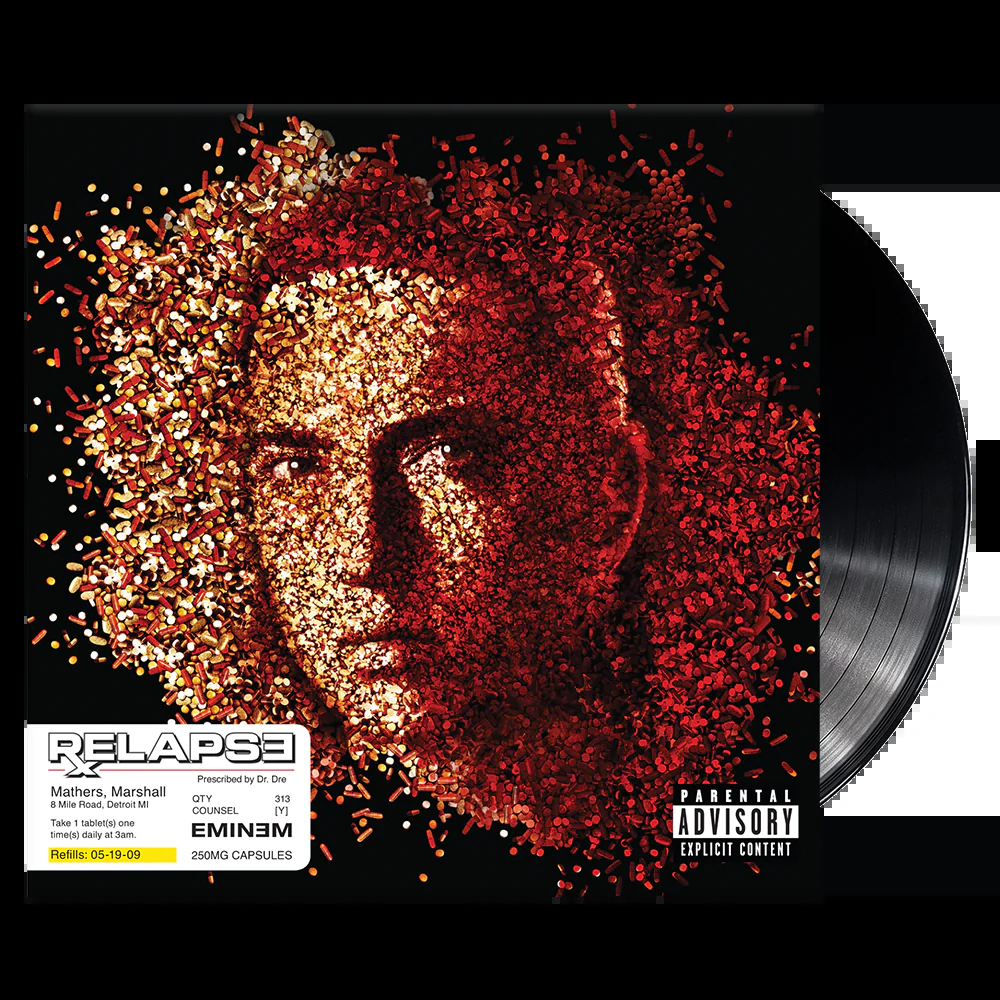 RELAPSE
Rx
Prescribed by Dr. Dre
Mathers, Marshall
8 Mile Road, Detroit MI
QTY 313
COUNSEL [Y]
Take 1 tablet(s) one
time(s) daily at 3am.
EMINEM
Refills: 05-19-09
250MG CAPSULES
PARENTAL
ADVISORY
EXPLICIT CONTENT